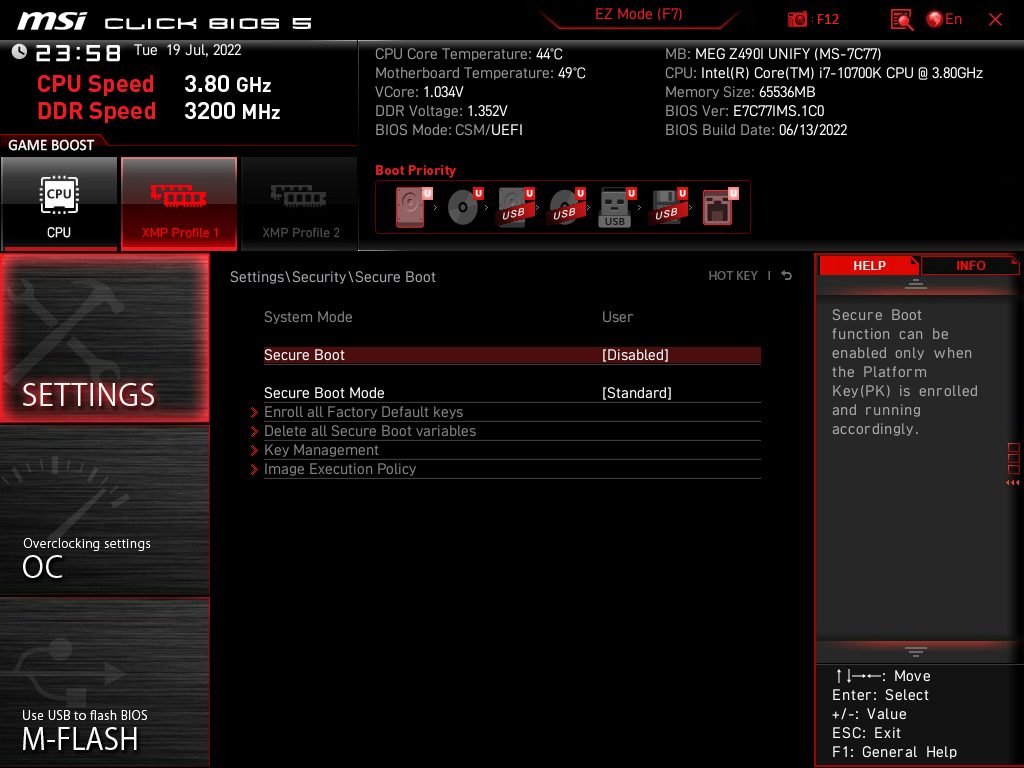 msi CLICK BIOS 5
EZ Mode (F7)
: F12
En
23:58 Tue 19 Jul, 2022
CPU Speed 3.80 GHz
DDR Speed 3200 MHz
CPU Core Temperature: 44°C
Motherboard Temperature: 49°C
VCore: 1.034V
DDR Voltage: 1.352V
BIOS Mode: CSM/UEFI
MB: MEG Z490I UNIFY (MS-7C77)
CPU: Intel(R) Core(TM) i7-10700K CPU @ 3.80GHz
Memory Size: 65536MB
BIOS Ver: E7C77IMS.1C0
BIOS Build Date: 06/13/2022
GAME BOOST
CPU
CPU
XMP Profile 1
XMP Profile 2
Boot Priority
U U U U U U U
USB USB USB USB
SETTINGS
Overclocking settings
OC
Use USB to flash BIOS
M-FLASH
Settings\Security\Secure Boot
HOT KEY |
System Mode User
Secure Boot [Disabled]
Secure Boot Mode [Standard]
Enroll all Factory Default keys
Delete all Secure Boot variables
Key Management
Image Execution Policy
HELP INFO
Secure Boot
function can be
enabled only when
the Platform
Key(PK) is enrolled
and running
accordingly.
↑↓→←: Move
Enter: Select
+/-: Value
ESC: Exit
F1: General Help